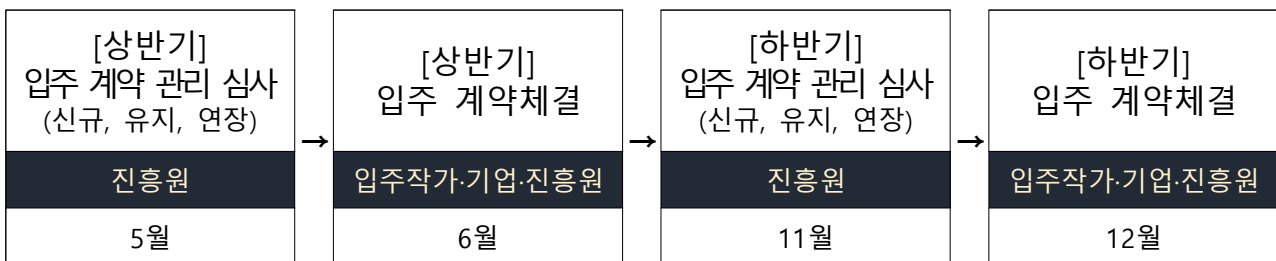 [상반기]
입주 계약 관리 심사
(신규, 유지, 연장)
진흥원
5월
→
[상반기]
입주 계약체결
입주작가·기업·진흥원
6월
→
[하반기]
입주 계약 관리 심사
(신규, 유지, 연장)
진흥원
11월
→
[하반기]
입주 계약체결
입주작가·기업·진흥원
12월